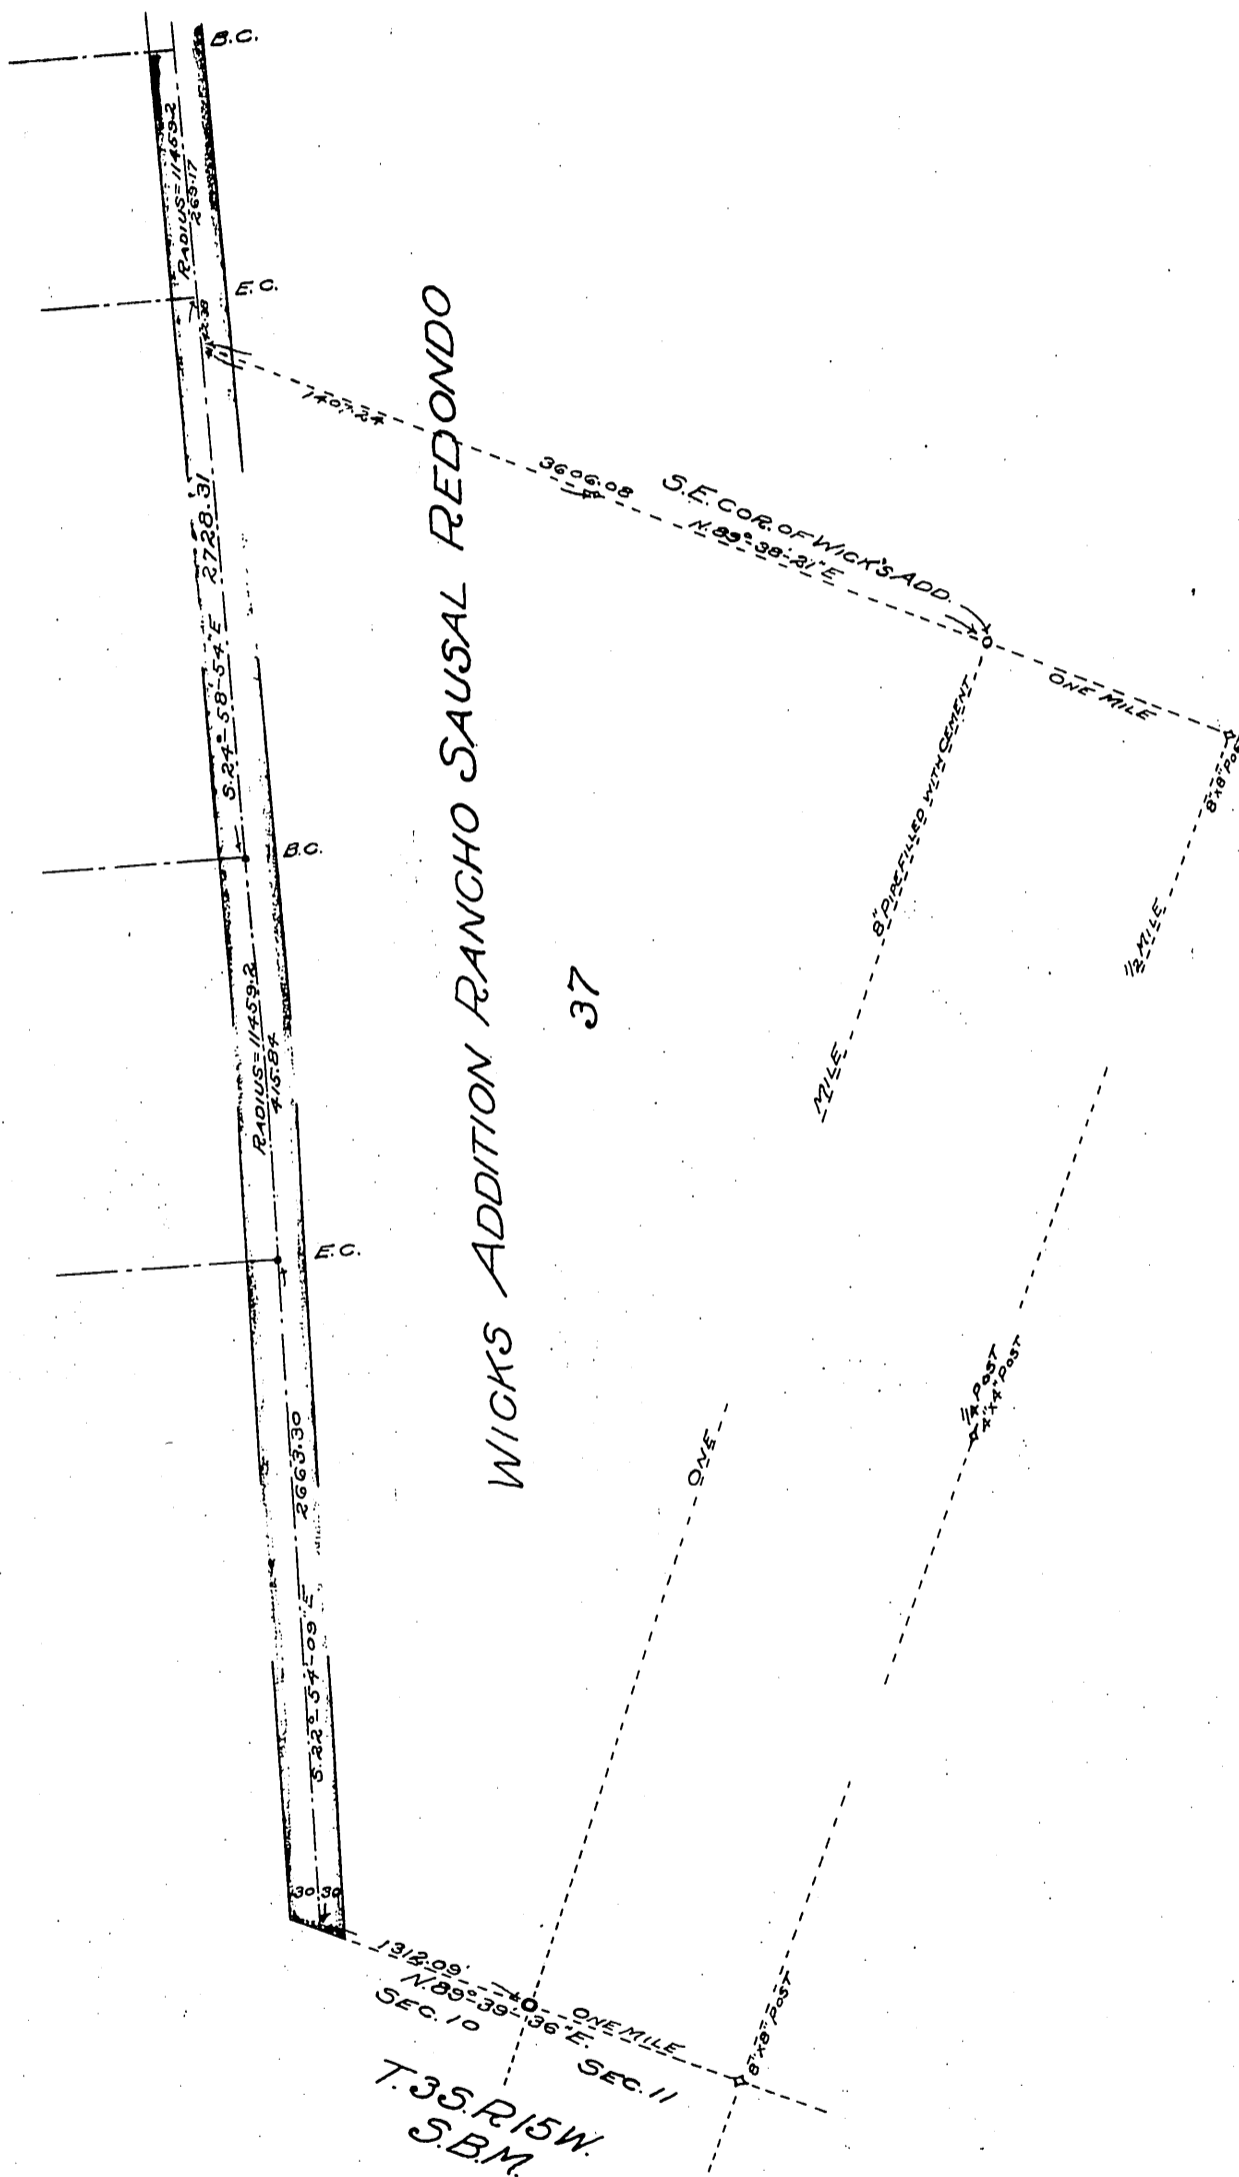 B.C.
RADIUS=11459.2
269.17
E.C.
1407.24
3606.08
S.E. COR. OF WICK'S ADD.
N.89°-38'-21"E
ONE MILE
8"X8" POST
S.24°-58'-54"E 2728.31
8" PIPE FILLED WITH CEMENT
1/2 MILE
B.C.
WICKS ADDITION RANCHO SAUSAL REDONDO
37
RADIUS=11459.2
415.84
MILE
E.C.
1/4 POST
4"X4" POST
ONE
S.22°-54'-09"E 2663.30
30 30
1312.09'
N.89°-39'-36"E.
SEC. 10
ONE MILE
SEC. 11
8"X8" POST
T.3S.R15W.
S.B.M.